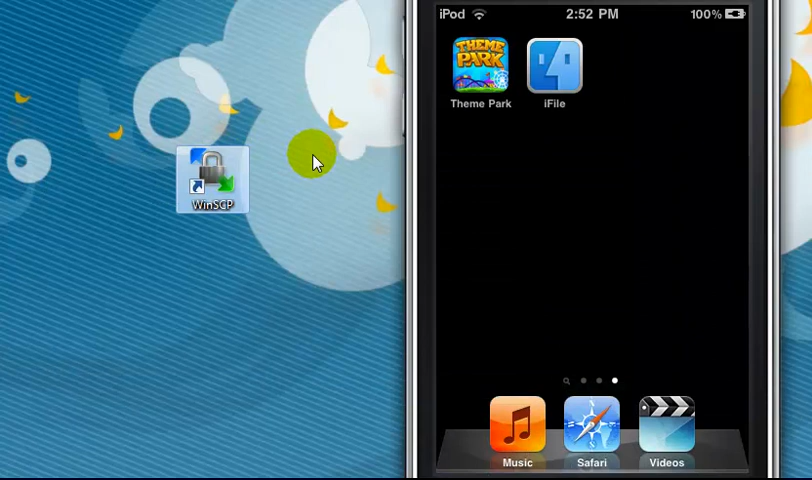 iPod 2:52 PM 100%
THEME
PARK
Theme Park iFile
WinSCP
Music Safari Videos